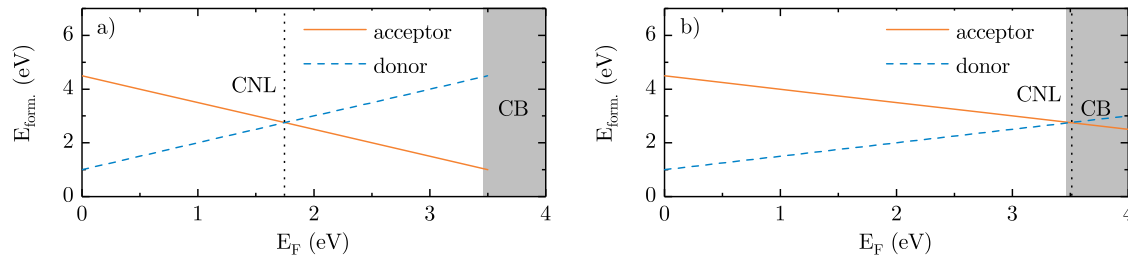 a)
acceptor
donor
CNL
CB
E_form. (eV)
6
4
2
0
0 1 2 3 4
E_F (eV)
b)
acceptor
donor
CNL
CB
E_form. (eV)
6
4
2
0
0 1 2 3 4
E_F (eV)